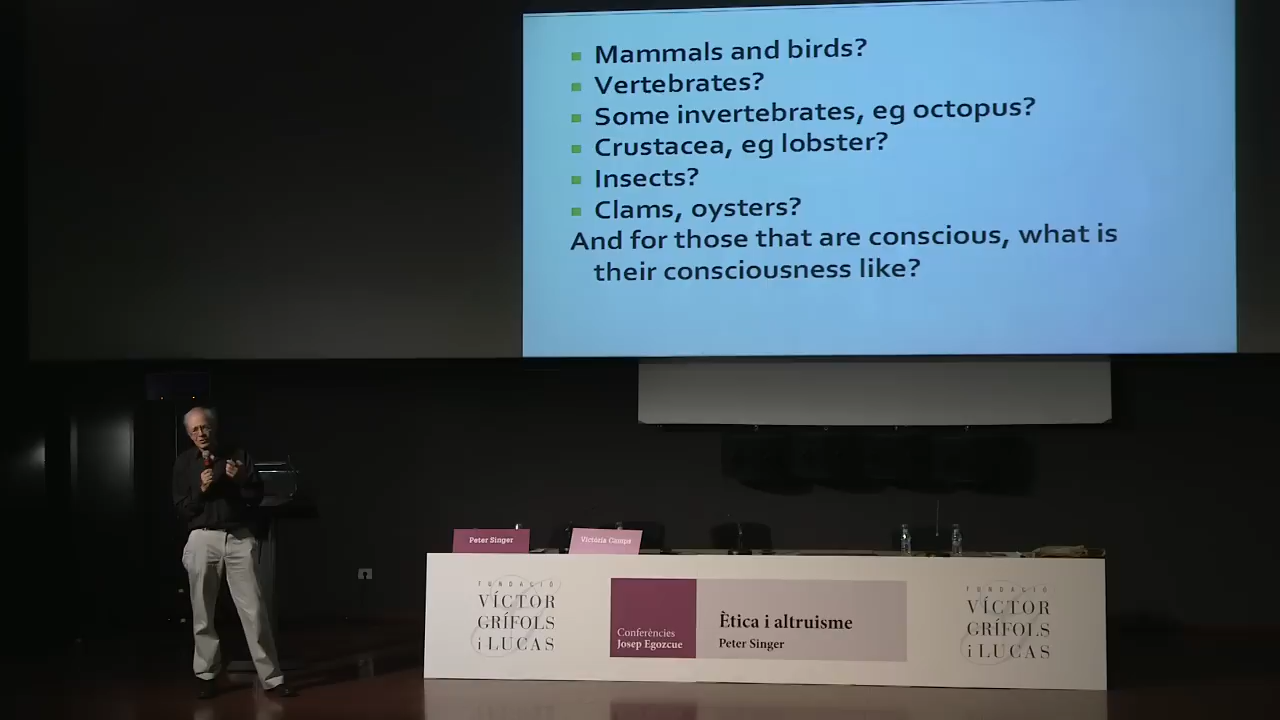 Mammals and birds?
Vertebrates?
Some invertebrates, eg octopus?
Crustacea, eg lobster?
Insects?
Clams, oysters?
And for those that are conscious, what is
their consciousness like?
Peter Singer
Victòria Camps
FUNDACIÓ
VÍCTOR
GRÍFOLS
i LUCAS
Conferències
Josep Egozcue
Ètica i altruisme
Peter Singer
FUNDACIÓ
VÍCTOR
GRÍFOLS
i LUCAS